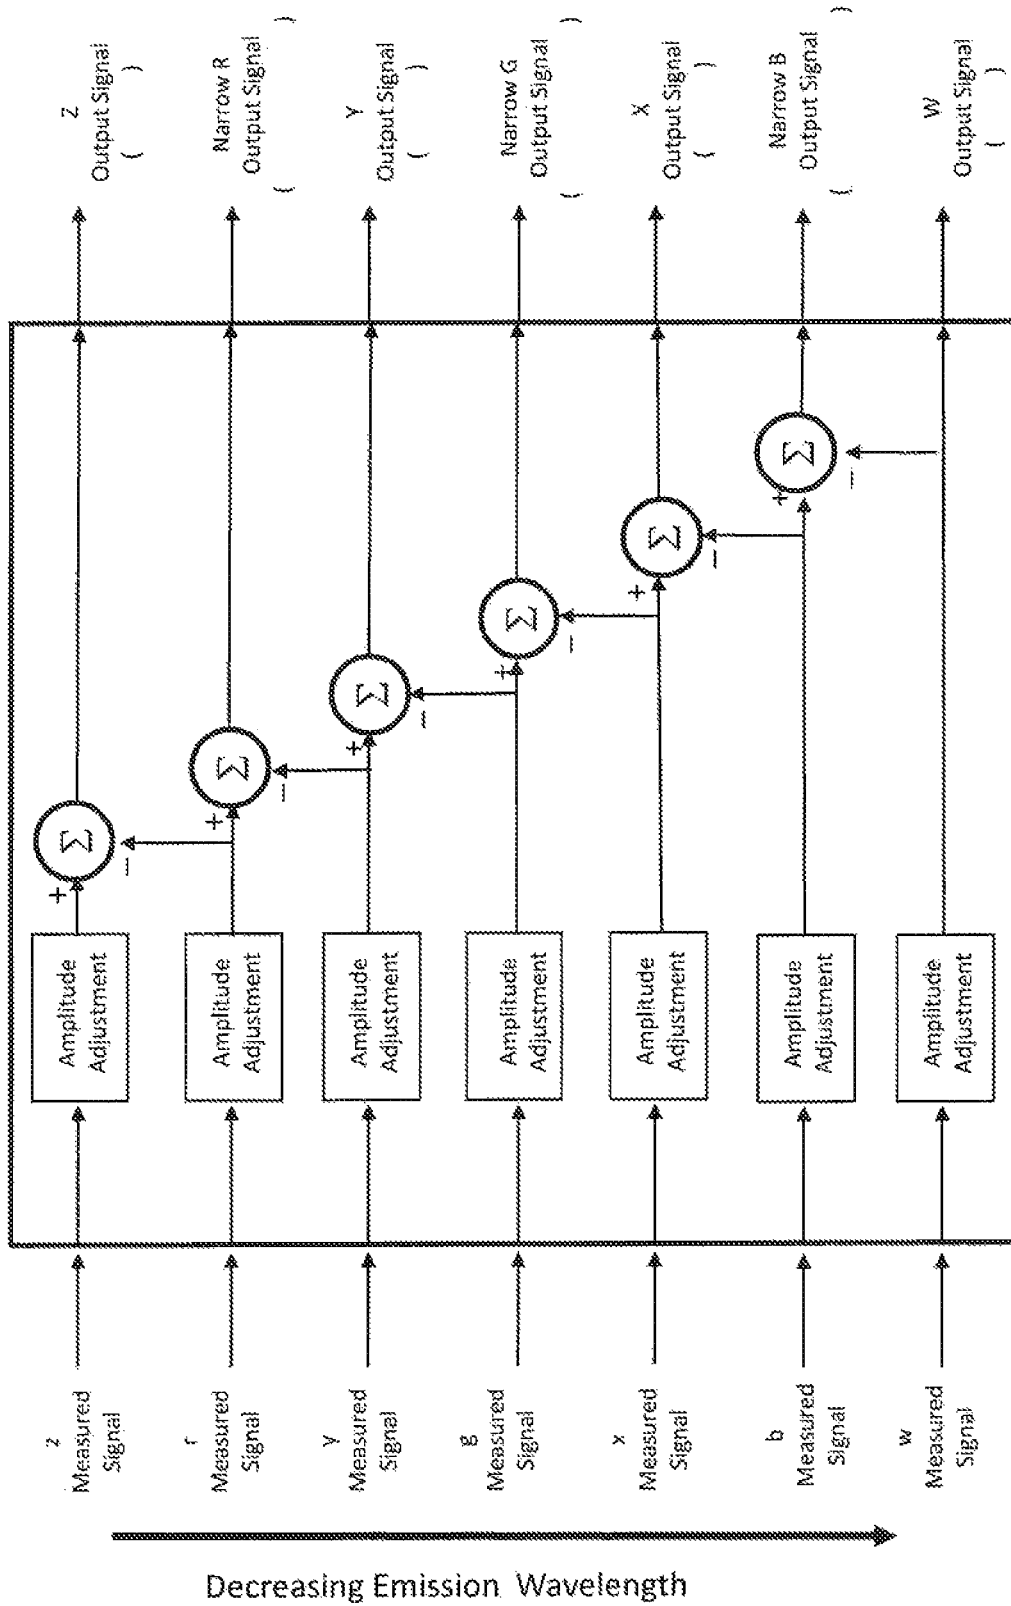 z
Measured
Signal
r
Measured
Signal
y
Measured
Signal
g
Measured
Signal
x
Measured
Signal
b
Measured
Signal
w
Measured
Signal
Amplitude
Adjustment
Amplitude
Adjustment
Amplitude
Adjustment
Amplitude
Adjustment
Amplitude
Adjustment
Amplitude
Adjustment
Amplitude
Adjustment
+
−
Σ
+
−
Σ
+
−
Σ
+
−
Σ
+
−
Σ
+
−
Σ
Z
Output Signal
( )
Narrow R
Output Signal
( )
Y
Output Signal
( )
Narrow G
Output Signal
( )
X
Output Signal
( )
Narrow B
Output Signal
( )
W
Output Signal
( )
Decreasing Emission Wavelength